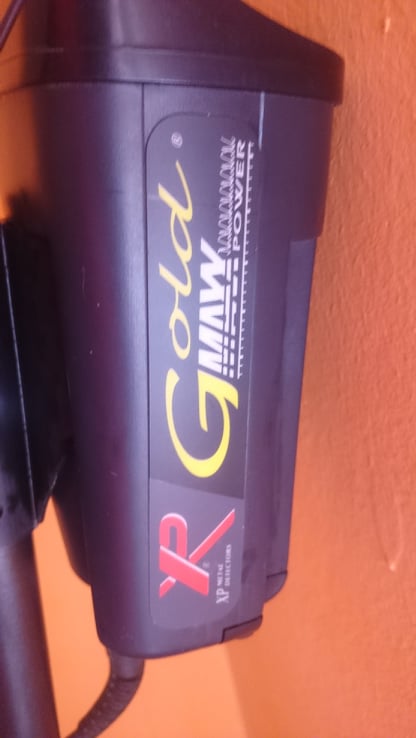 Gold®
MAXX
POWER
XP®
XP METAL
DETECTORS